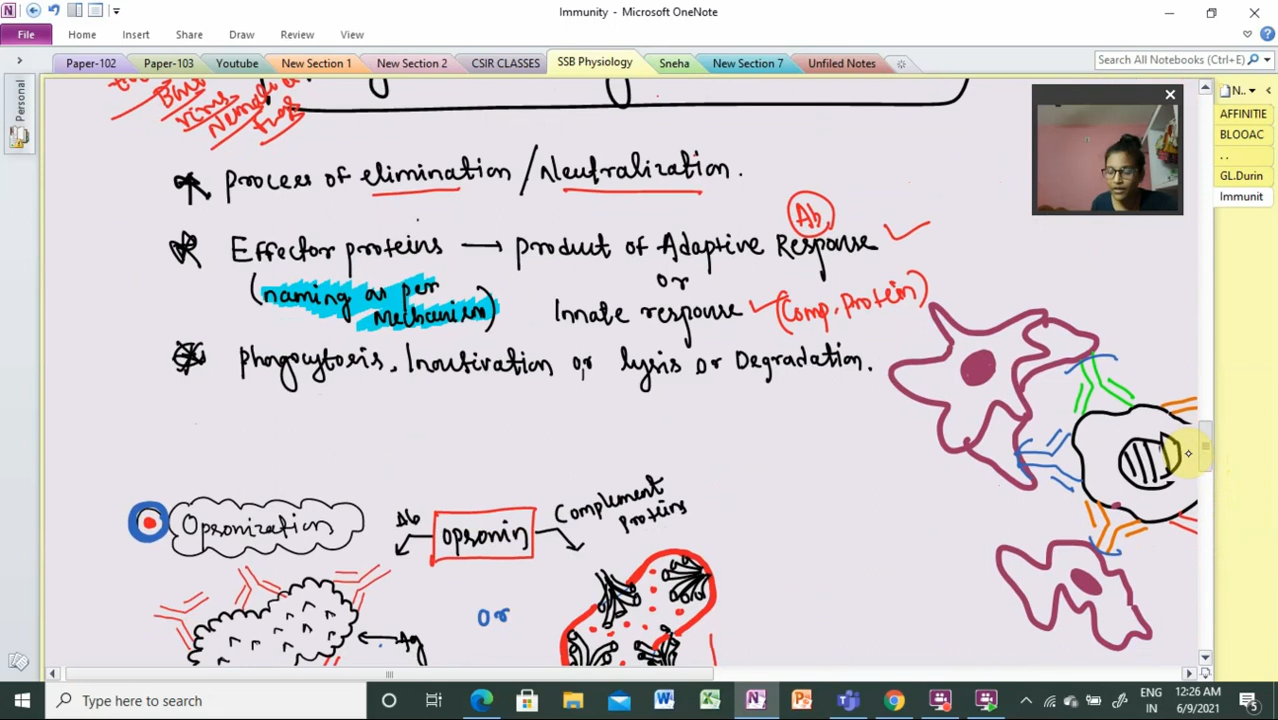 Immunity - Microsoft OneNote
File Home Insert Share Draw Review View
Paper-102 Paper-103 Youtube New Section 1 New Section 2 CSIR CLASSES SSB Physiology Sneha New Section 7 Unfiled Notes
Search All Notebooks (Ctrl+E)
Personal
N..
AFFINITIE
BLOOAC
. .
GL.Durin
Immunit
Process of elimination / Neutralization.
Ab
Effector proteins → product of Adaptive Response
(naming as per Mechanism)
or
Innate response (Comp. Protein)
Phagocytosis, Inactivation or lysis or Degradation.
Opsonization
Ab
opsonin
Complement Proteins
or
Ag
Type here to search
ENG
IN
12:26 AM
6/9/2021
5